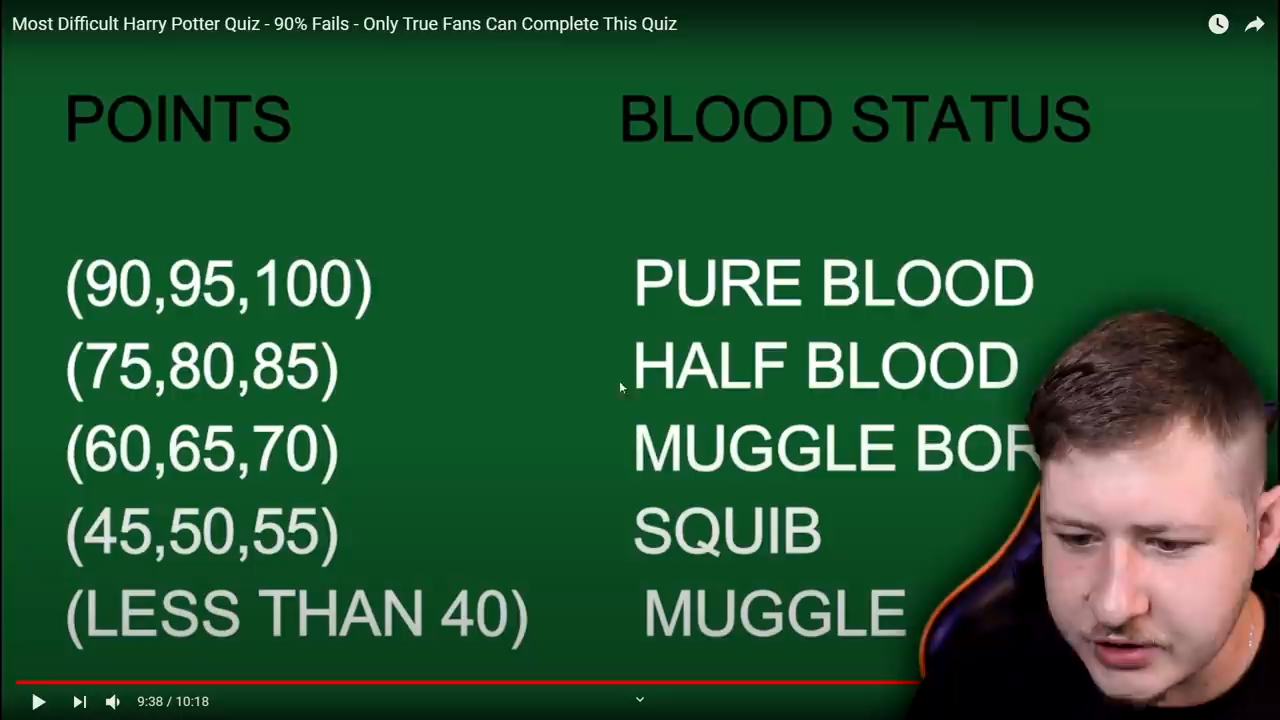 Most Difficult Harry Potter Quiz - 90% Fails - Only True Fans Can Complete This Quiz
POINTS BLOOD STATUS
(90,95,100) PURE BLOOD
(75,80,85) HALF BLOOD
(60,65,70) MUGGLE BOR
(45,50,55) SQUIB
(LESS THAN 40) MUGGLE
9:38 / 10:18